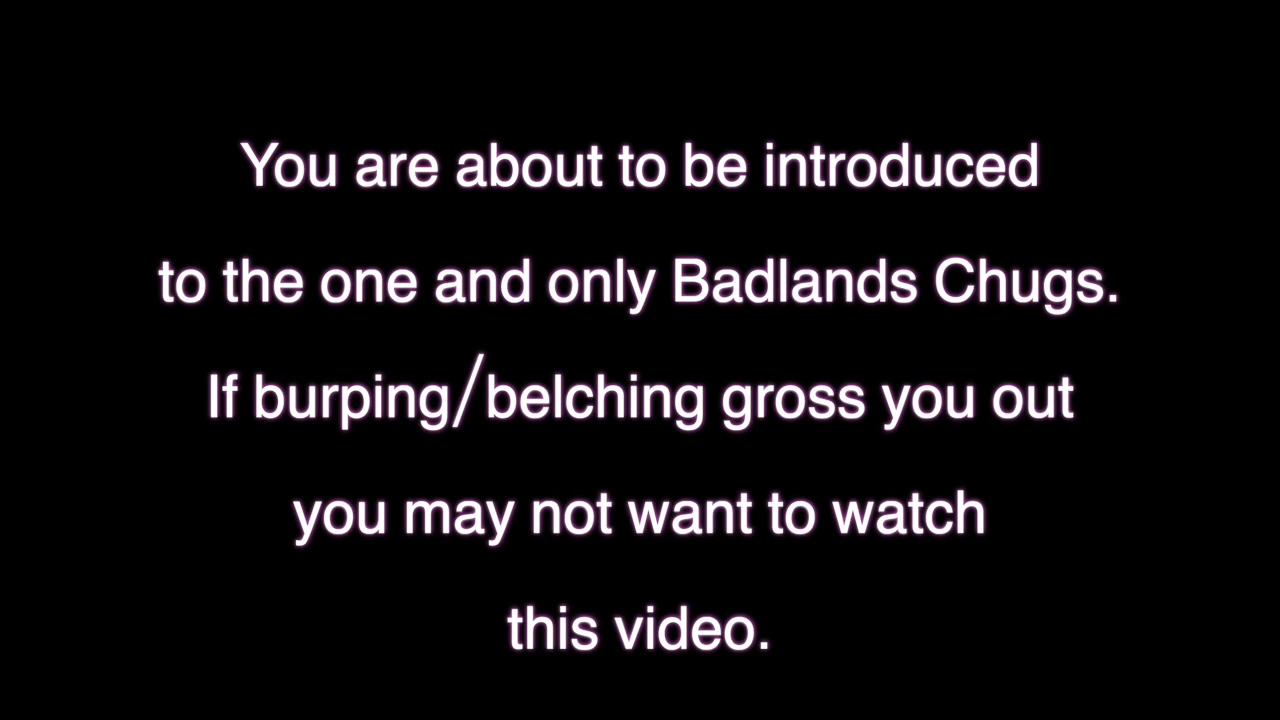 You are about to be introduced
to the one and only Badlands Chugs.
If burping/belching gross you out
you may not want to watch
this video.